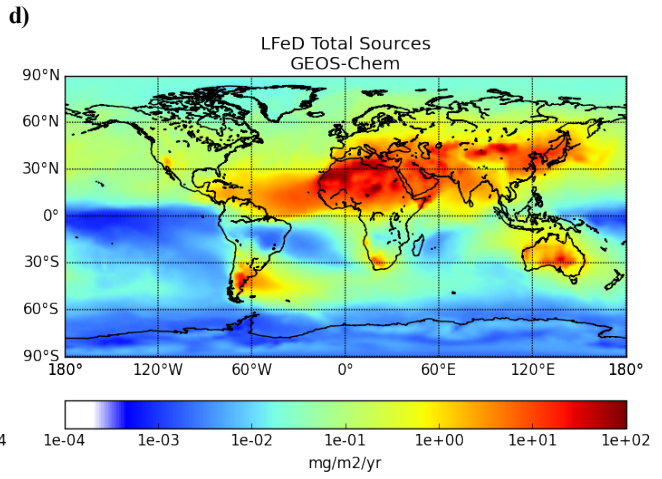 d)
LFeD Total Sources
GEOS-Chem
90°N
60°N
30°N
0°
30°S
60°S
90°S
180° 120°W 60°W 0° 60°E 120°E 180°
4 1e-04 1e-03 1e-02 1e-01 1e+00 1e+01 1e+02
mg/m2/yr